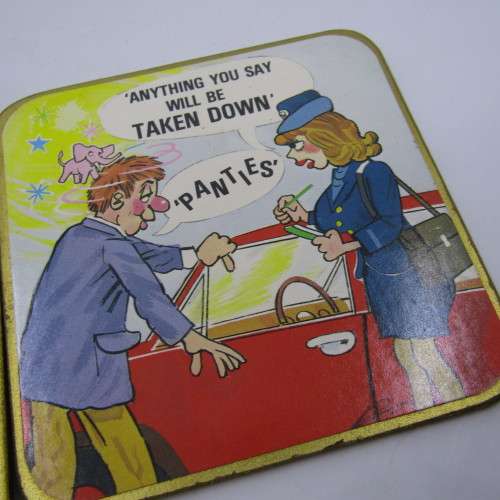 'ANYTHING YOU SAY
WILL BE
TAKEN DOWN'
'PANTIES'